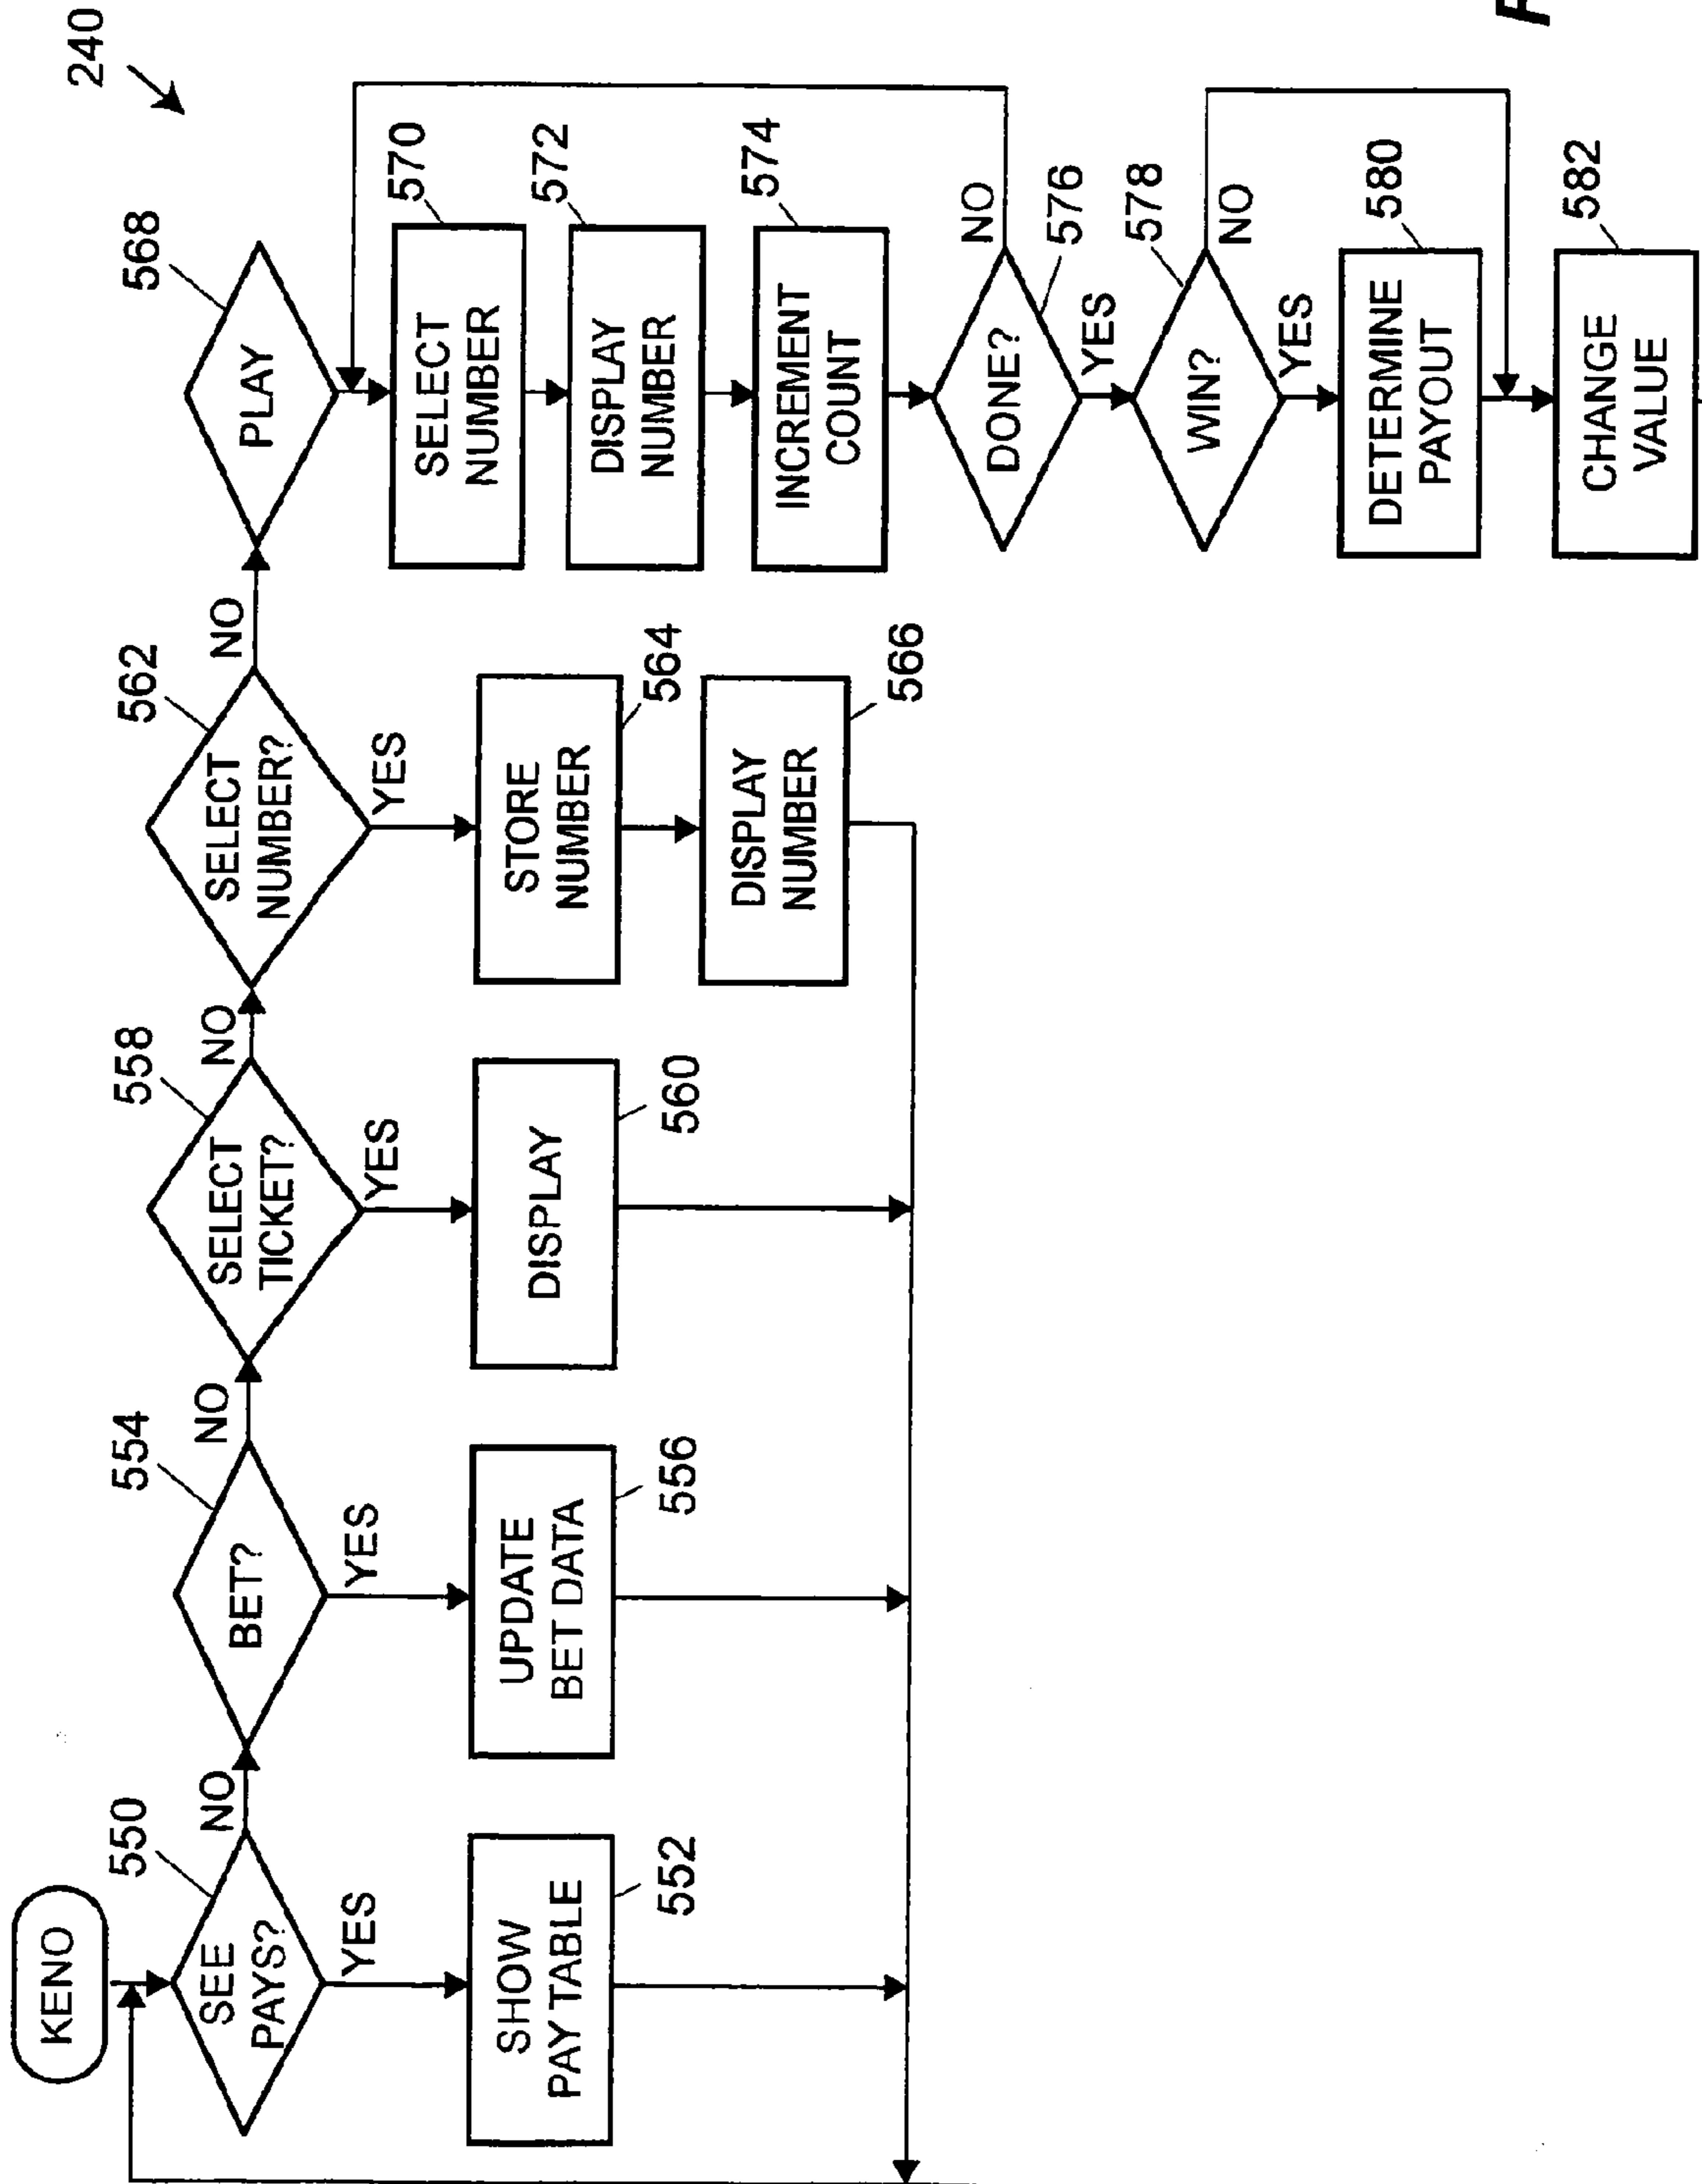 240
KENO
550
SEE
PAYS?
NO
YES
SHOW
PAY TABLE
552
554
BET?
NO
YES
UPDATE
BET DATA
556
558
SELECT
TICKET?
NO
YES
DISPLAY
560
562
SELECT
NUMBER?
NO
YES
STORE
NUMBER
564
DISPLAY
NUMBER
566
568
PLAY
570
SELECT
NUMBER
572
DISPLAY
NUMBER
574
INCREMENT
COUNT
DONE?
NO
576
YES
578
WIN?
NO
YES
580
DETERMINE
PAYOUT
582
CHANGE
VALUE